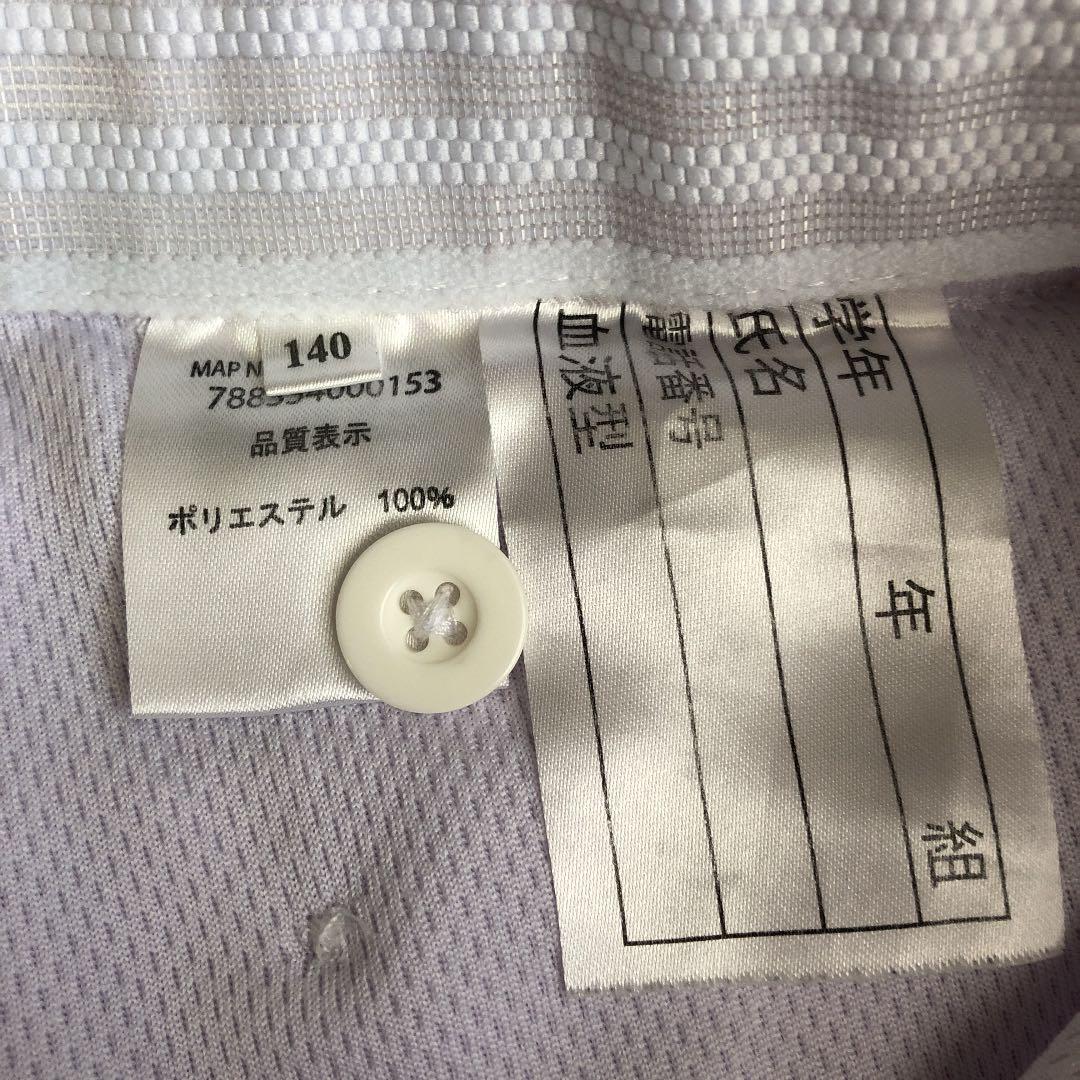 140
MAP N
品質表示
ポリエステル 100%
学年 年 組
氏名
電話番号
血液型